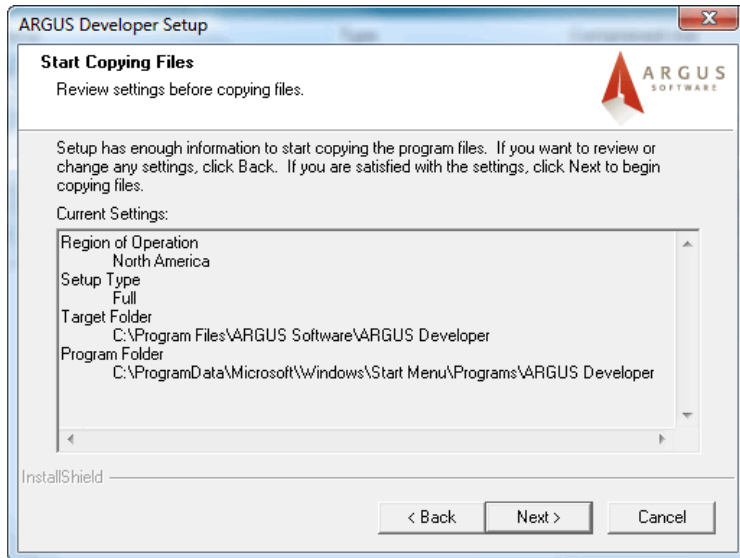 ARGUS Developer Setup
Start Copying Files
Review settings before copying files.
ARGUS
SOFTWARE
Setup has enough information to start copying the program files.  If you want to review or
change any settings, click Back.  If you are satisfied with the settings, click Next to begin
copying files.
Current Settings:
Region of Operation
North America
Setup Type
Full
Target Folder
C:\Program Files\ARGUS Software\ARGUS Developer
Program Folder
C:\ProgramData\Microsoft\Windows\Start Menu\Programs\ARGUS Developer
InstallShield
< Back
Next >
Cancel